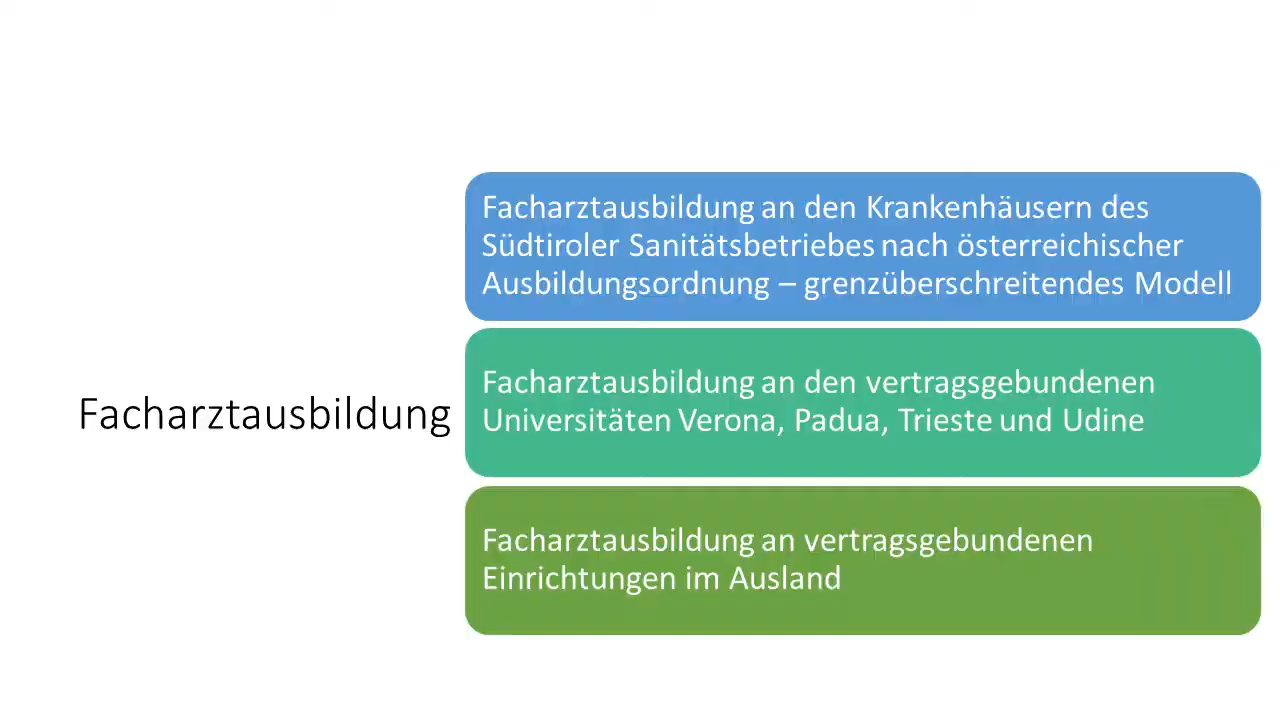 Facharztausbildung
Facharztausbildung an den Krankenhäusern des
Südtiroler Sanitätsbetriebes nach österreichischer
Ausbildungsordnung – grenzüberschreitendes Modell
Facharztausbildung an den vertragsgebundenen
Universitäten Verona, Padua, Trieste und Udine
Facharztausbildung an vertragsgebundenen
Einrichtungen im Ausland